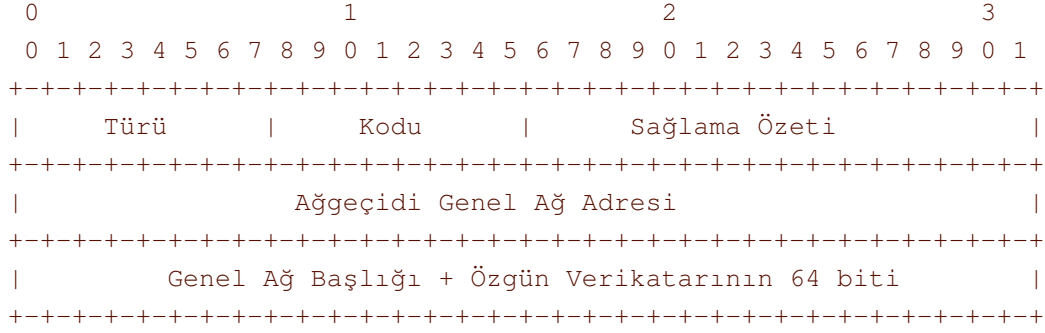 0                   1                   2                   3
0 1 2 3 4 5 6 7 8 9 0 1 2 3 4 5 6 7 8 9 0 1 2 3 4 5 6 7 8 9 0 1
+-+-+-+-+-+-+-+-+-+-+-+-+-+-+-+-+-+-+-+-+-+-+-+-+-+-+-+-+-+-+-+-+
|     Türü      |     Kodu      |      Sağlama Özeti            |
+-+-+-+-+-+-+-+-+-+-+-+-+-+-+-+-+-+-+-+-+-+-+-+-+-+-+-+-+-+-+-+-+
|                 Ağgeçidi Genel Ağ Adresi                      |
+-+-+-+-+-+-+-+-+-+-+-+-+-+-+-+-+-+-+-+-+-+-+-+-+-+-+-+-+-+-+-+-+
|         Genel Ağ Başlığı + Özgün Verikatarının 64 biti        |
+-+-+-+-+-+-+-+-+-+-+-+-+-+-+-+-+-+-+-+-+-+-+-+-+-+-+-+-+-+-+-+-+